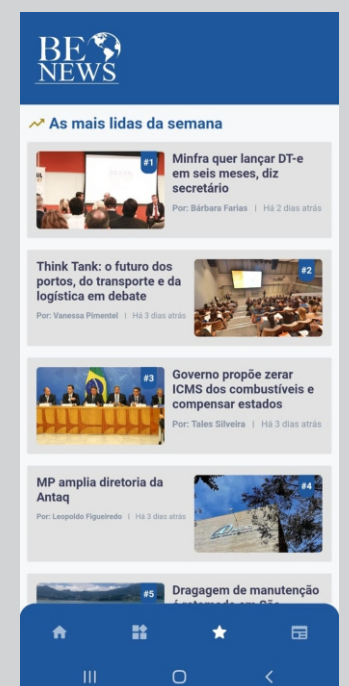 BE
NEWS
As mais lidas da semana
#1
Minfra quer lançar DT-e
em seis meses, diz
secretário
Por: Bárbara Farias | Há 2 dias atrás
Think Tank: o futuro dos
portos, do transporte e da
logística em debate
Por: Vanessa Pimentel | Há 3 dias atrás
#2
#3
Governo propõe zerar
ICMS dos combustíveis e
compensar estados
Por: Tales Silveira | Há 3 dias atrás
MP amplia diretoria da
Antaq
Por: Leopoldo Figueiredo | Há 3 dias atrás
#4
#5
Dragagem de manutenção
é retomada em São